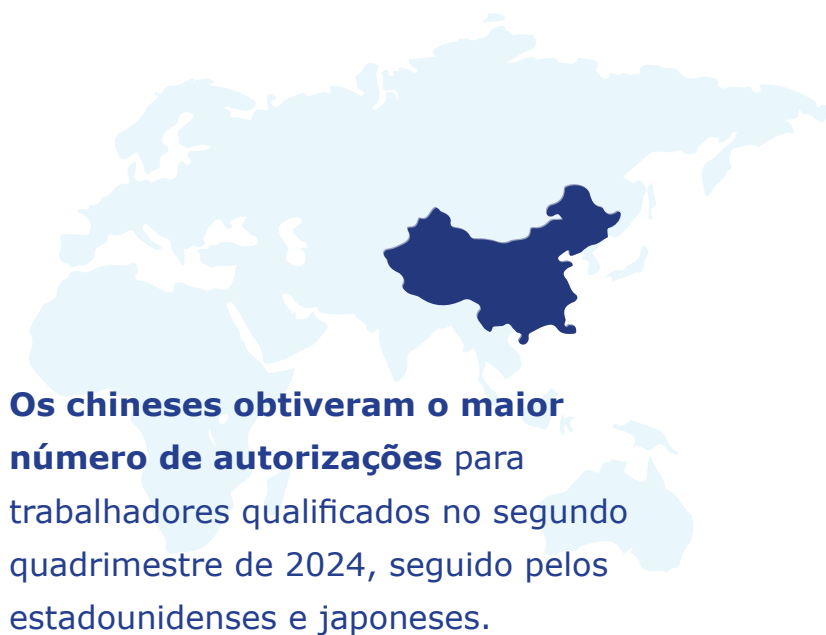 Os chineses obtiveram o maior
número de autorizações para
trabalhadores qualificados no segundo
quadrimestre de 2024, seguido pelos
estadounidenses e japoneses.